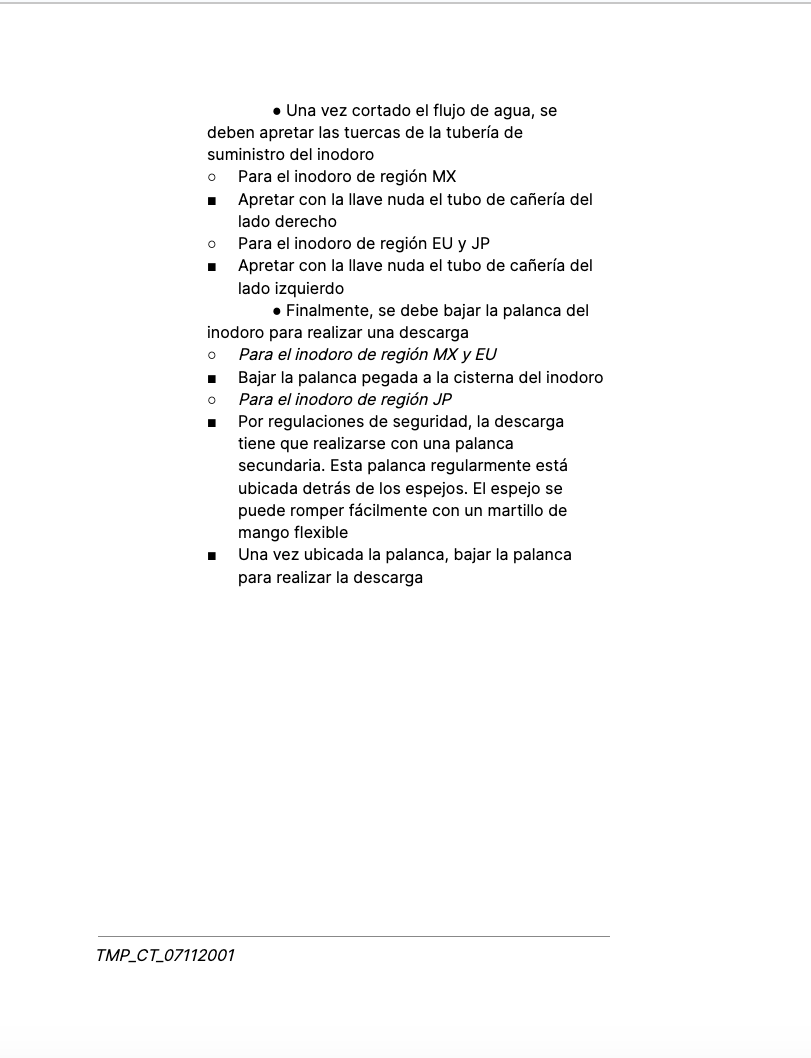 ● Una vez cortado el flujo de agua, se
deben apretar las tuercas de la tubería de
suministro del inodoro
○ Para el inodoro de región MX
■ Apretar con la llave nuda el tubo de cañería del
lado derecho
○ Para el inodoro de región EU y JP
■ Apretar con la llave nuda el tubo de cañería del
lado izquierdo
● Finalmente, se debe bajar la palanca del
inodoro para realizar una descarga
○ Para el inodoro de región MX y EU
■ Bajar la palanca pegada a la cisterna del inodoro
○ Para el inodoro de región JP
■ Por regulaciones de seguridad, la descarga
tiene que realizarse con una palanca
secundaria. Esta palanca regularmente está
ubicada detrás de los espejos. El espejo se
puede romper fácilmente con un martillo de
mango flexible
■ Una vez ubicada la palanca, bajar la palanca
para realizar la descarga
TMP_CT_07112001